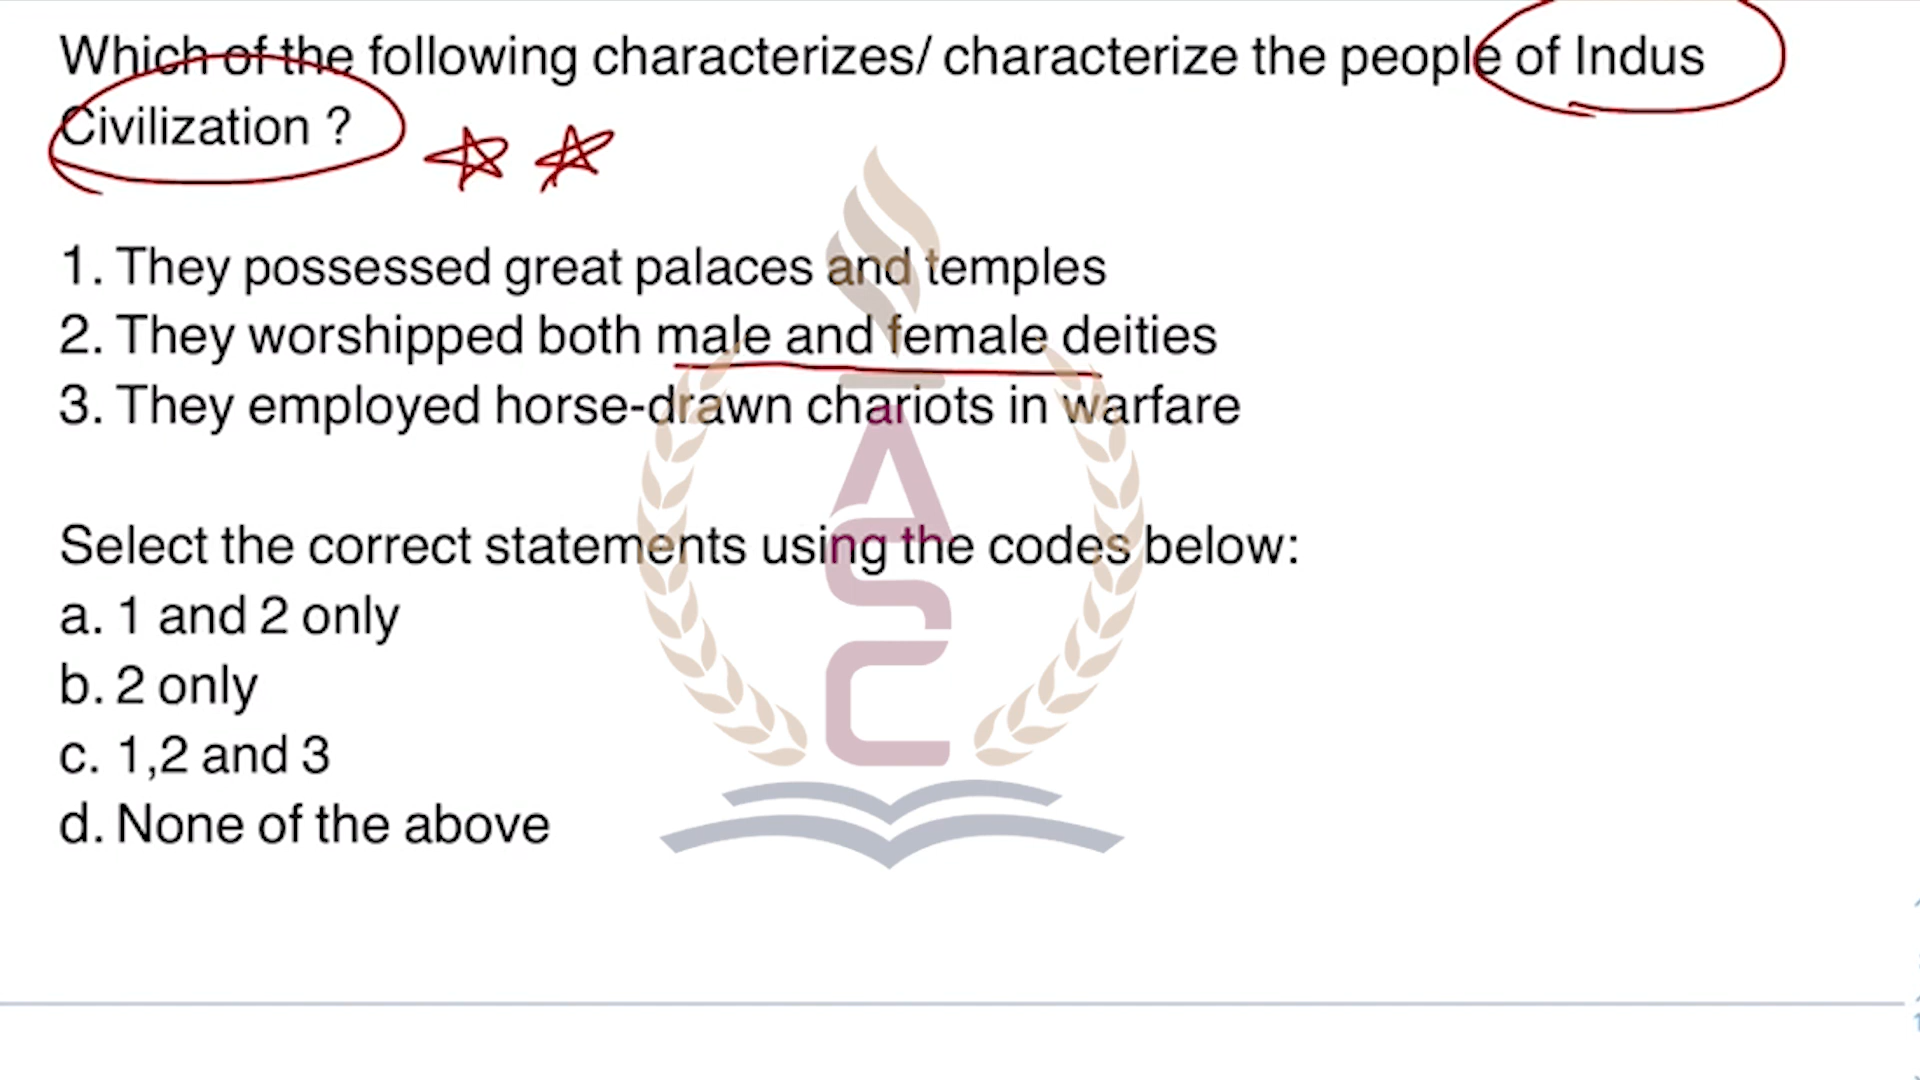 Which of the following characterizes/ characterize the people of Indus
Civilization ?
1. They possessed great palaces and temples
2. They worshipped both male and female deities
3. They employed horse-drawn chariots in warfare
Select the correct statements using the codes below:
a. 1 and 2 only
b. 2 only
c. 1,2 and 3
d. None of the above
IASC